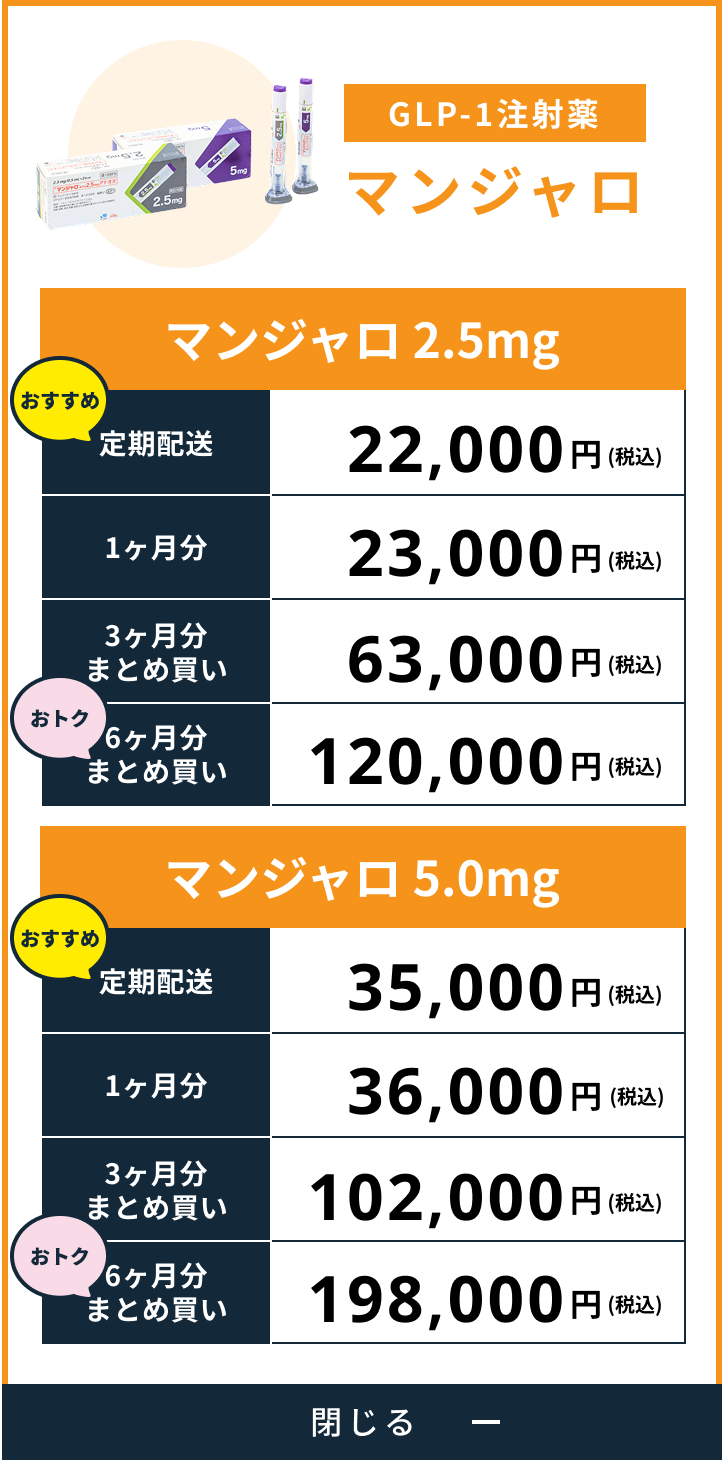 GLP-1注射薬
マンジャロ
2.5mg
5mg
2.5mg
5mg
マンジャロ 2.5mg
おすすめ
定期配送
22,000円(税込)
1ヶ月分
23,000円(税込)
3ヶ月分
まとめ買い
63,000円(税込)
おトク
6ヶ月分
まとめ買い
120,000円(税込)
マンジャロ 5.0mg
おすすめ
定期配送
35,000円(税込)
1ヶ月分
36,000円(税込)
3ヶ月分
まとめ買い
102,000円(税込)
おトク
6ヶ月分
まとめ買い
198,000円(税込)
閉じる